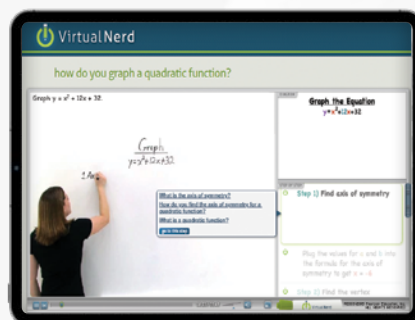 VirtualNerd
how do you graph a quadratic function?
Graph y = x² + 12x + 32.
Graph
y=x²+12x+32
1. Ax
What is the axis of symmetry?
How do you find the axis of symmetry for a
quadratic function?
What is a quadratic function?
Graph the Equation
y=x²+12x+32
Step 1) Find axis of symmetry
Plug the values for a and b into
the formula for the axis of
symmetry to get x = -6
Step 2) Find the vertex